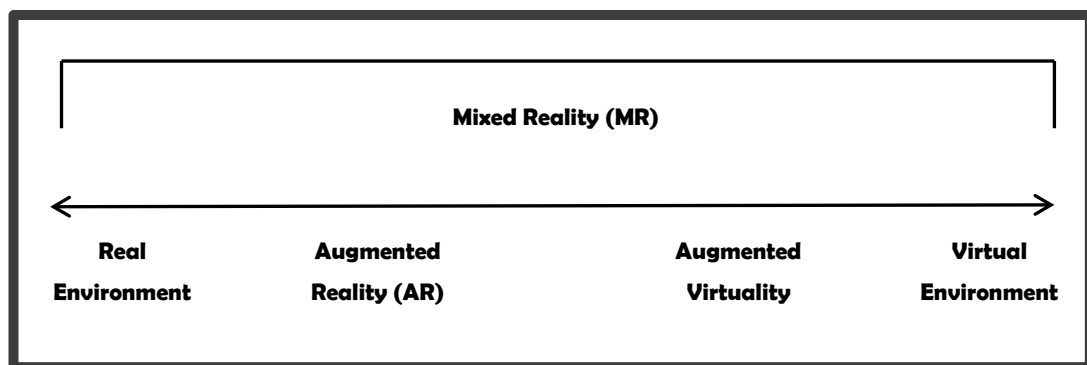 Mixed Reality (MR)
Real
Environment
Augmented
Reality (AR)
Augmented
Virtuality
Virtual
Environment